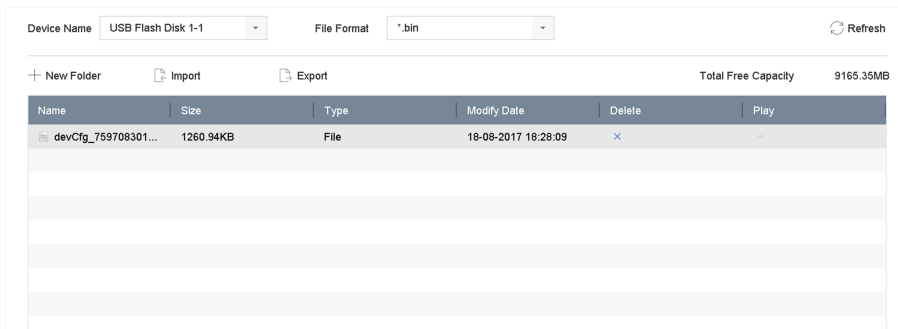 Device Name USB Flash Disk 1-1 File Format *.bin Refresh
New Folder Import Export Total Free Capacity 9165.35MB
Name Size Type Modify Date Delete Play
devCfg_759708301... 1260.94KB File 18-08-2017 18:28:09